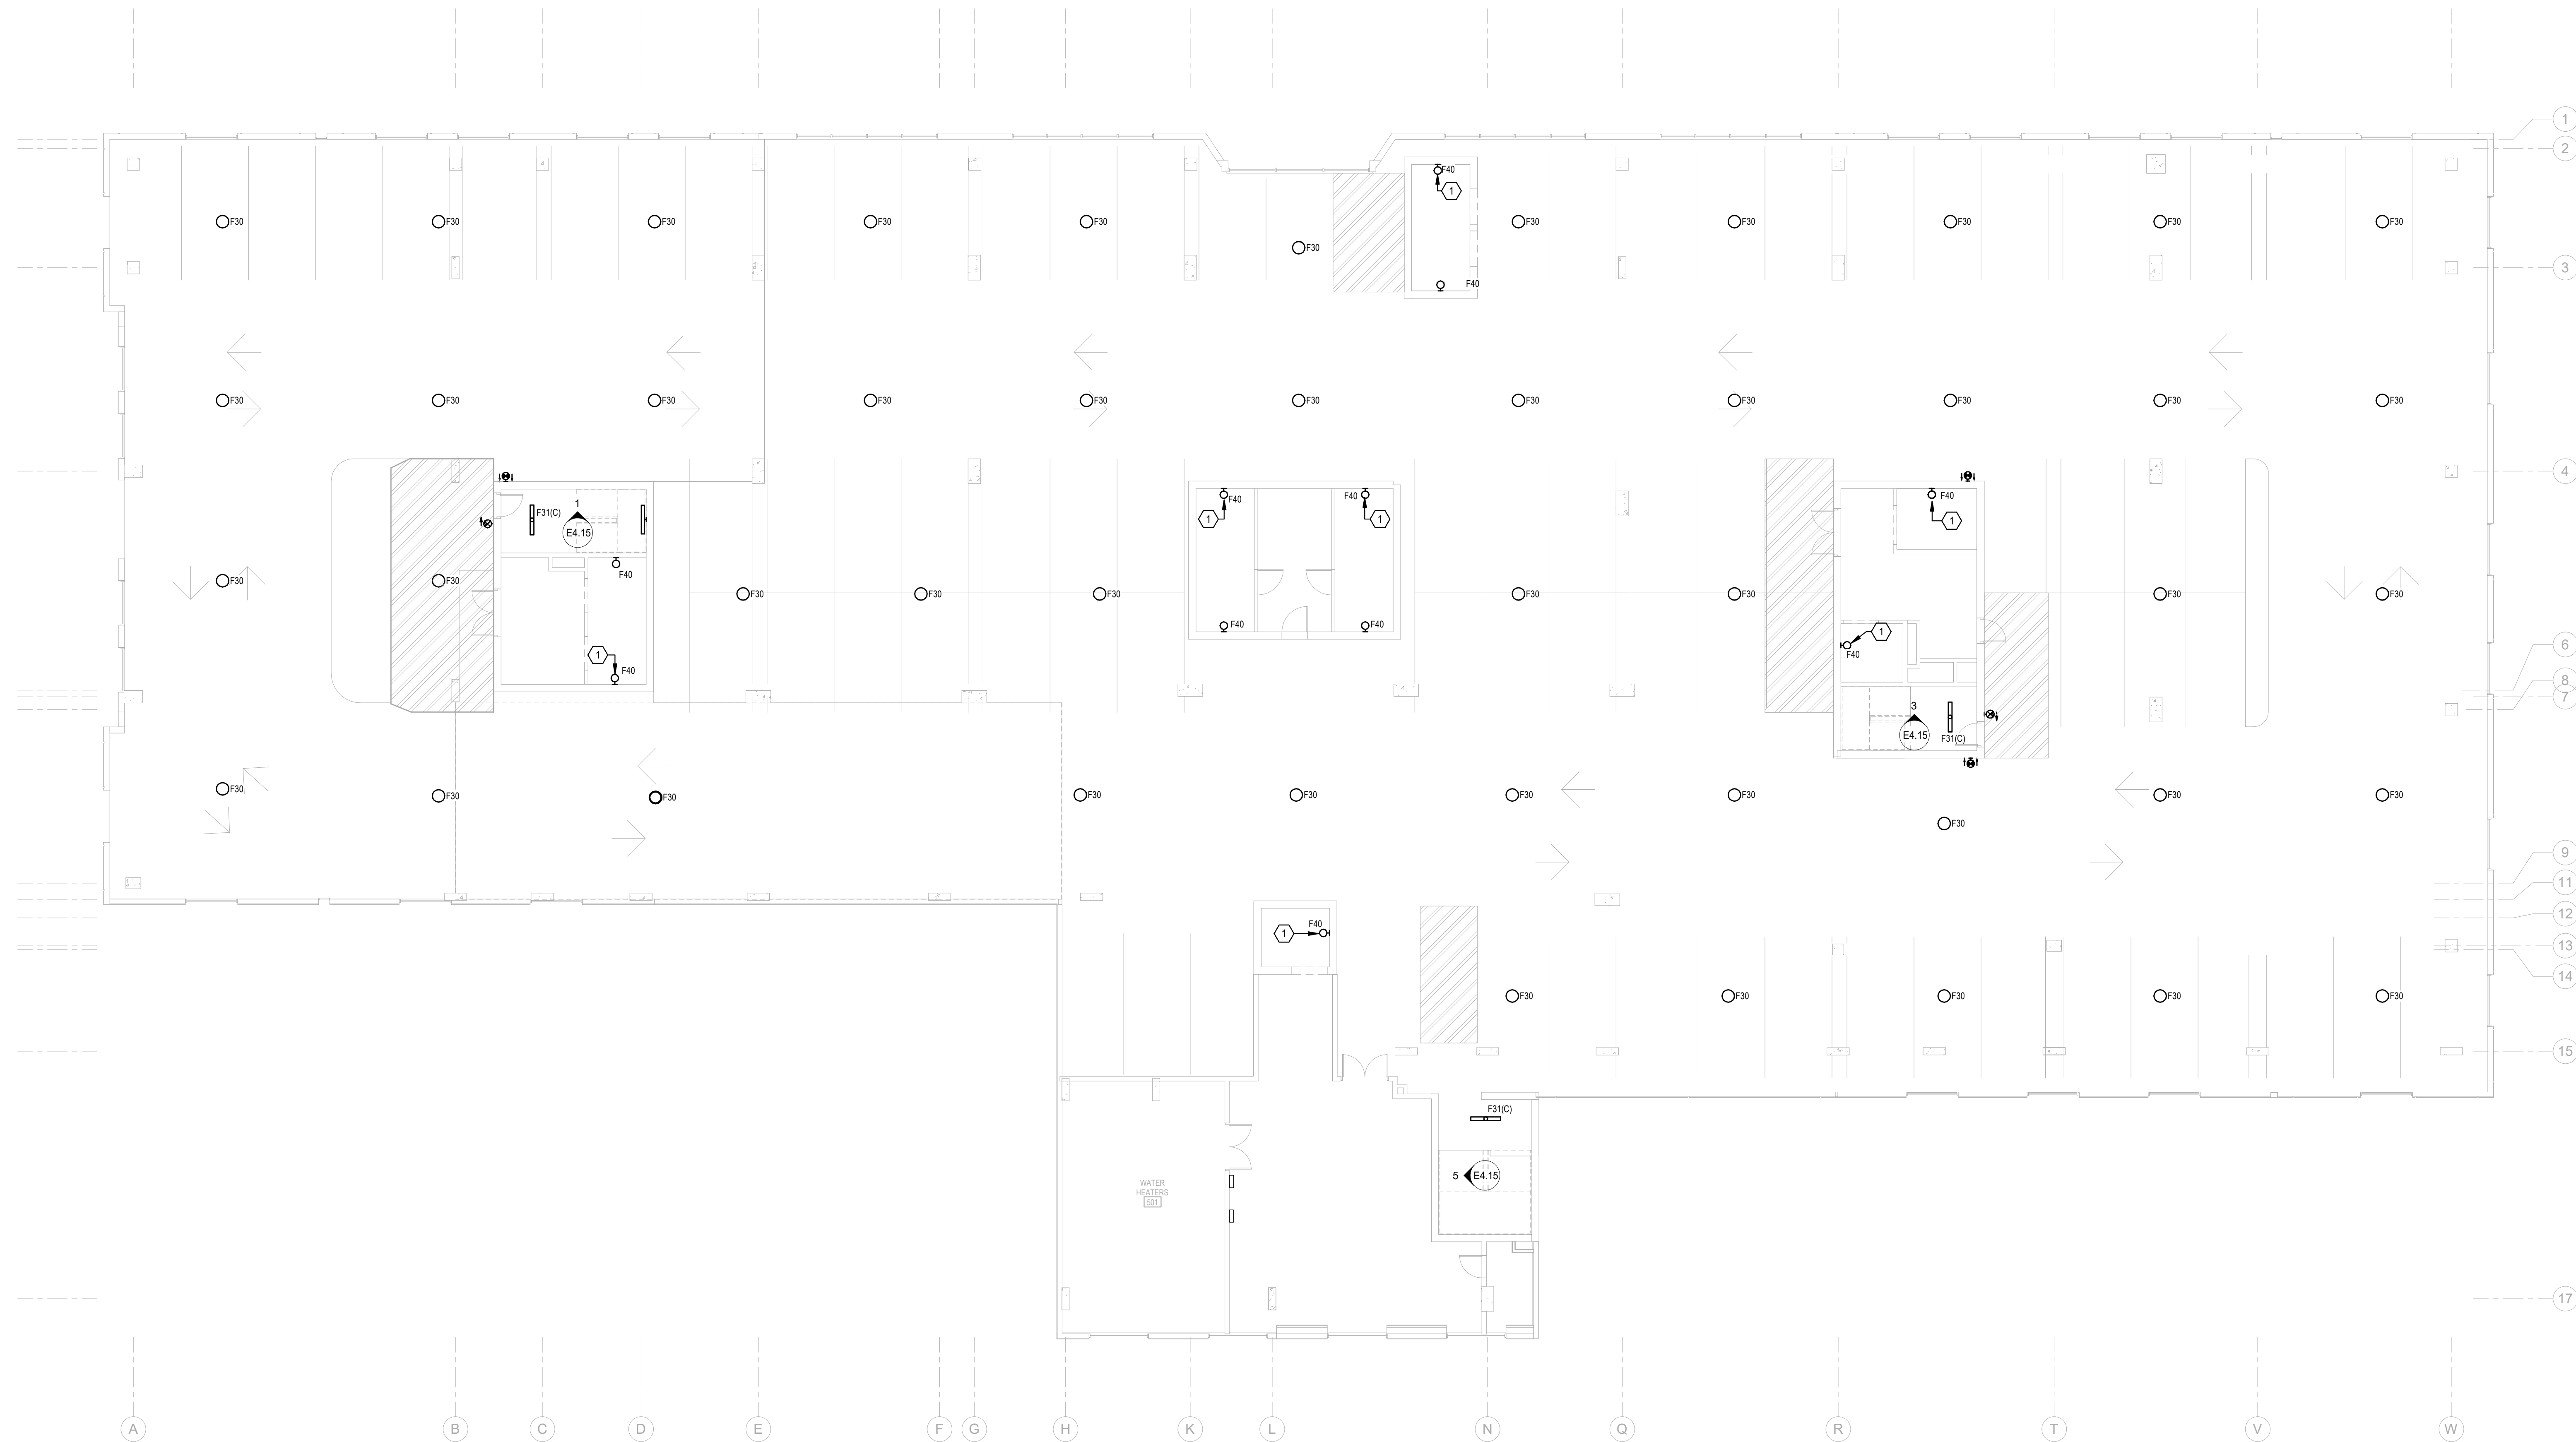 1
2
F40
1
F30 F30 F30 F30 F30 F30 F30 F30 F30 F30
F30
3
F40
F30 F30 F30 F30 F30 F30 F30 F30 F30 F30 F30
4
F40 F40 F40
1
F31(C)
1 1 1
E4.15
F40
F30 F30
F30 F30 F30 F30 F30 F30 F30
F40 F40
1
6
1
F40
F40
8
7
3
E4.15
F31(C)
F30 F30 F30 F30 F30 F30 F30 F30 F30
F30
9
11
12
F40
1
13
14
F30 F30 F30 F30 F30
15
F31(C)
5 E4.15
WATER
HEATERS
501
17
A B C D E F G H K L N Q R T V W